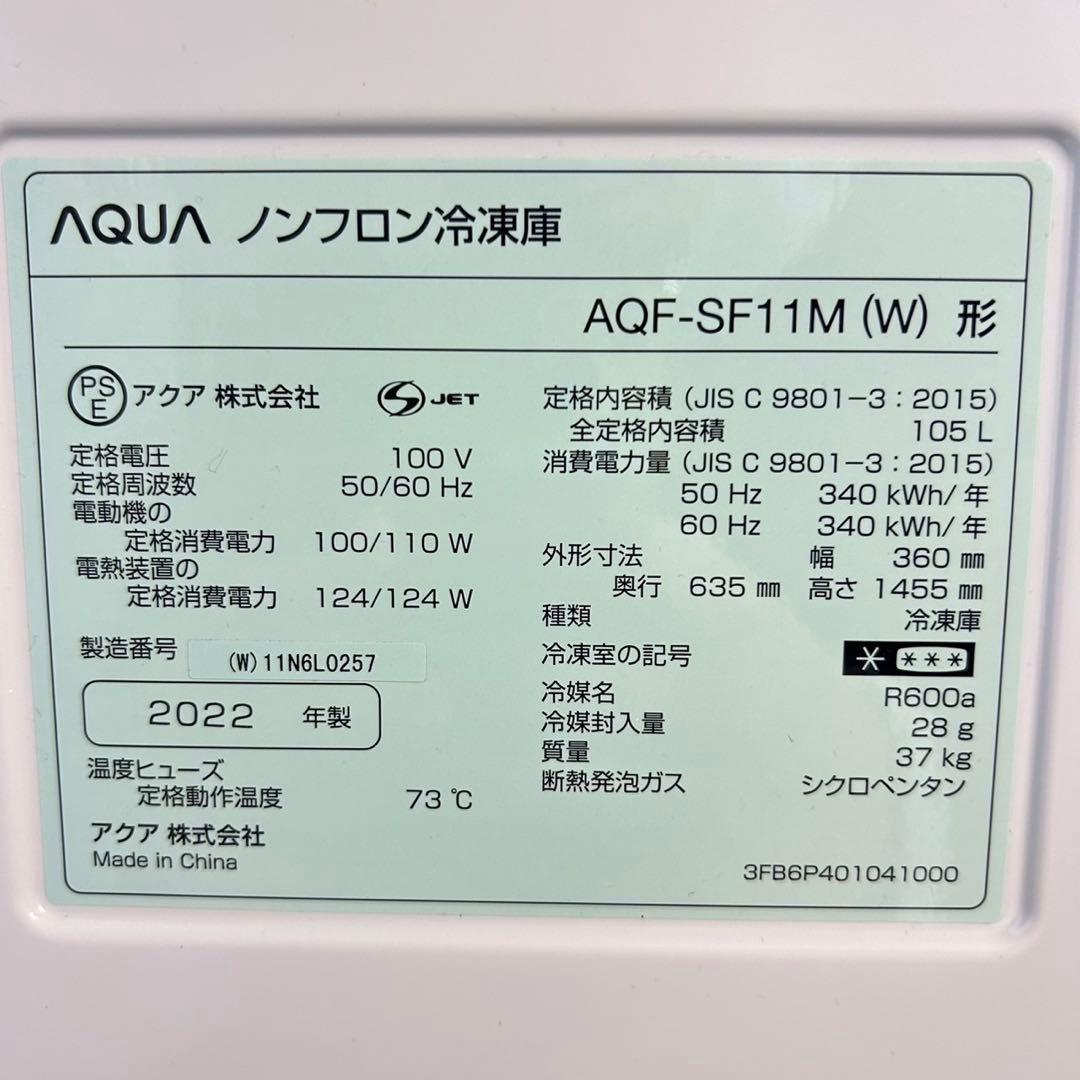 AQUA ノンフロン冷凍庫
AQF-SF11M (W) 形
PS
E
アクア 株式会社
S JET
定格電圧 100 V
定格周波数 50/60 Hz
電動機の
定格消費電力 100/110 W
電熱装置の
定格消費電力 124/124 W
製造番号 (W)11N6L0257
2022 年製
温度ヒューズ
定格動作温度 73 ℃
アクア 株式会社
Made in China
定格内容積 (JIS C 9801-3:2015)
全定格内容積 105 L
消費電力量 (JIS C 9801-3:2015)
50 Hz 340 kWh/年
60 Hz 340 kWh/年
外形寸法 幅 360 ㎜
奥行 635 ㎜ 高さ 1455 ㎜
種類 冷凍庫
冷凍室の記号 * ***
冷媒名 R600a
冷媒封入量 28 g
質量 37 kg
断熱発泡ガス シクロペンタン
3FB6P401041000